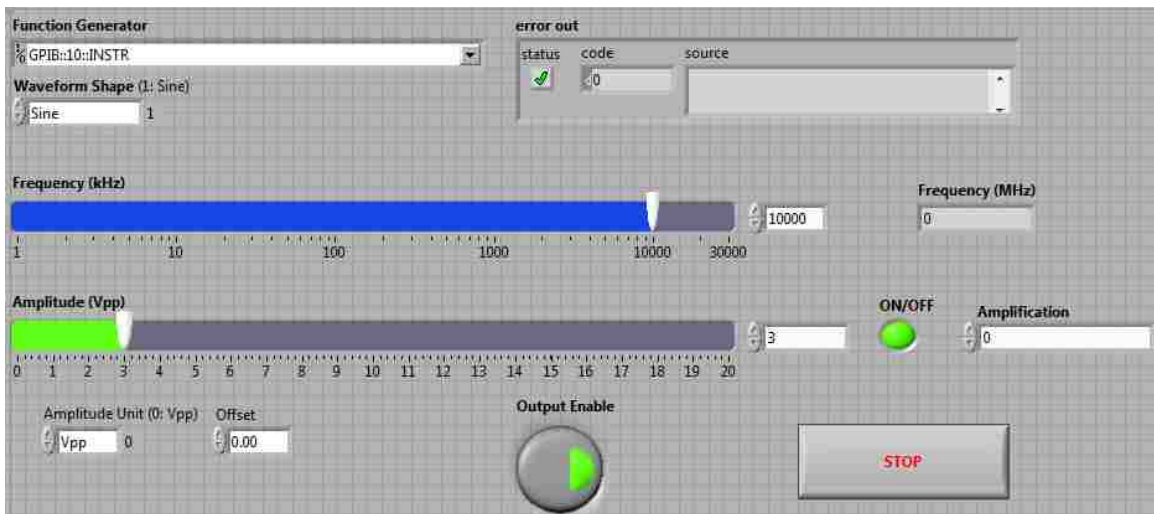 Function Generator
GPIB::10::INSTR
Waveform Shape (1: Sine)
Sine 1
error out
status code source
0
Frequency (kHz)
10000
1 10 100 1000 10000 30000
Frequency (MHz)
0
Amplitude (Vpp)
3
0 1 2 3 4 5 6 7 8 9 10 11 12 13 14 15 16 17 18 19 20
ON/OFF
Amplification
0
Amplitude Unit (0: Vpp) Offset
Vpp 0 0.00
Output Enable
STOP